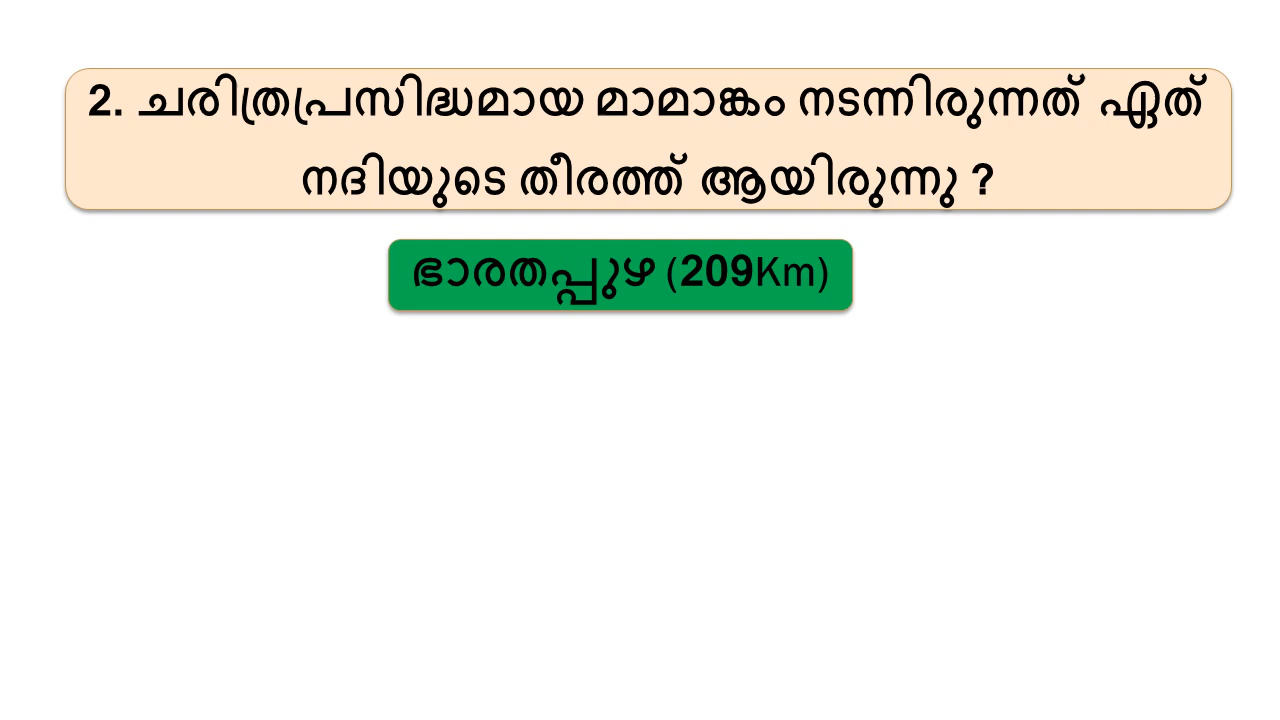 2. ചരിത്രപ്രസിദ്ധമായ മാമാങ്കം നടന്നിരുന്നത് ഏത്
നദിയുടെ തീരത്ത് ആയിരുന്നു ?
ഭാരതപ്പുഴ (209Km)